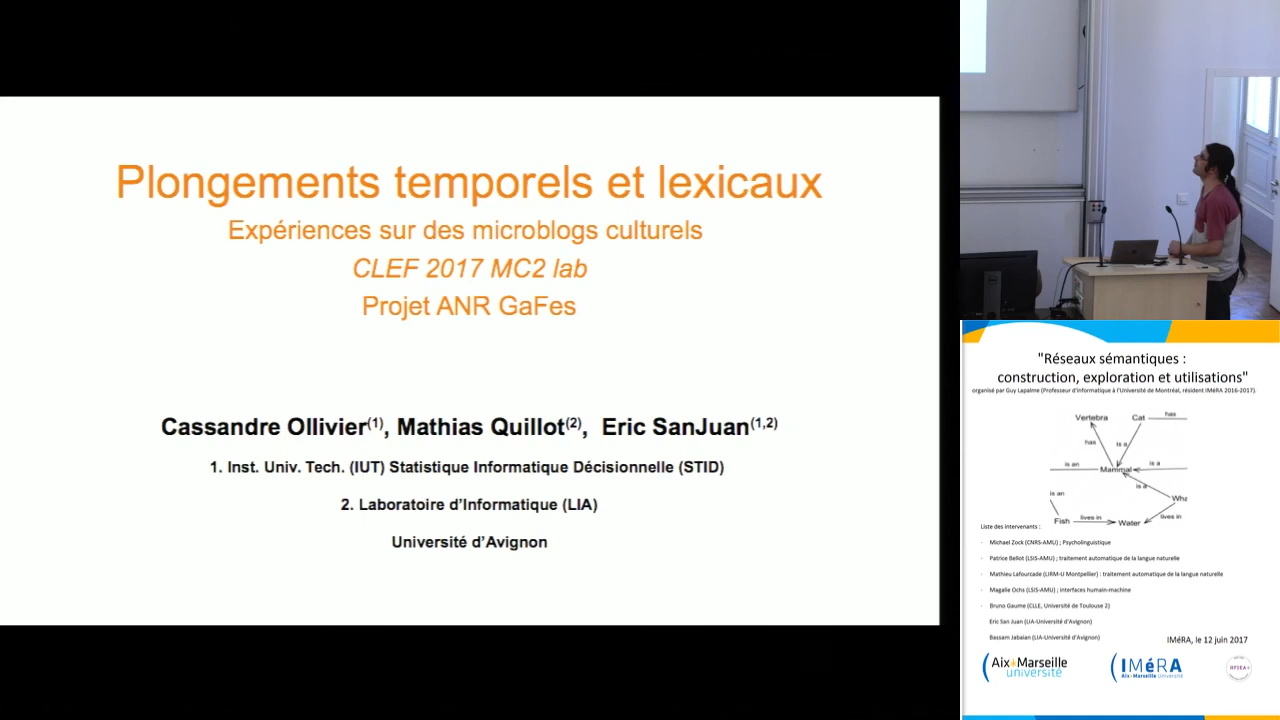 Plongements temporels et lexicaux
Expériences sur des microblogs culturels
CLEF 2017 MC2 lab
Projet ANR GaFes
Cassandre Ollivier(1), Mathias Quillot(2), Eric SanJuan(1,2)
1. Inst. Univ. Tech. (IUT) Statistique Informatique Décisionnelle (STID)
2. Laboratoire d'Informatique (LIA)
Université d'Avignon
"Réseaux sémantiques :
construction, exploration et utilisations"
organisé par Guy Lapalme (Professeur d'informatique à l'Université de Montréal, résident IMéRA 2016-2017).
Vertebra Cat has
has is a
is an Mammal is a
is an is a Wha
Fish lives in Water lives in
Liste des intervenants :
- Michael Zock (CNRS-AMU) ; Psycholinguistique
- Patrice Bellot (LSIS-AMU) ; traitement automatique de la langue naturelle
- Mathieu Lafourcade (LIRM-U Montpellier) : traitement automatique de la langue naturelle
- Magalie Ochs (LSIS-AMU) ; interfaces humain-machine
- Bruno Gaume (CLLE, Université de Toulouse 2)
Eric San Juan (LIA-Université d'Avignon)
Bassam Jabaian (LIA-Université d'Avignon)
IMéRA, le 12 juin 2017
Aix Marseille
université
IMéRA
Aix·Marseille Université
RFIEA+